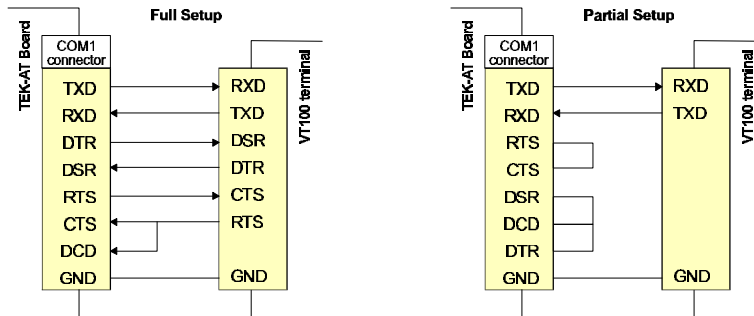 Full Setup
TEK-AT Board
COM1
connector
TXD
RXD
DTR
DSR
RTS
CTS
DCD
GND
RXD
TXD
DSR
DTR
CTS
RTS
GND
VT100 terminal
Partial Setup
TEK-AT Board
COM1
connector
TXD
RXD
RTS
CTS
DSR
DCD
DTR
GND
RXD
TXD
GND
VT100 terminal